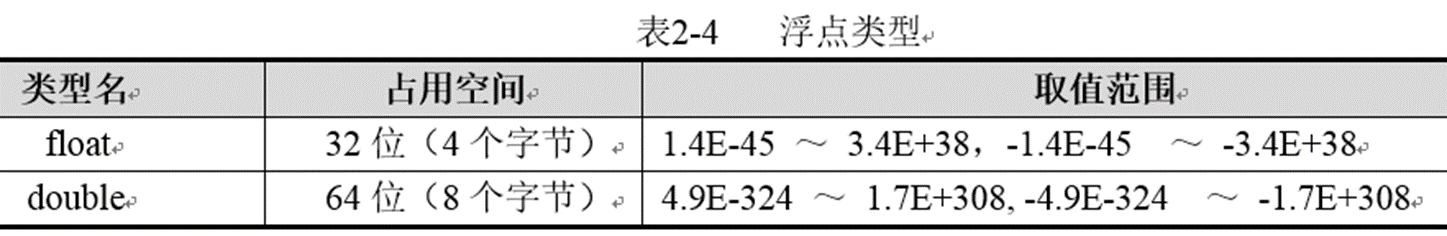 表2-4 浮点类型
类型名 占用空间 取值范围
float 32 位（4 个字节） 1.4E-45 ～ 3.4E+38，-1.4E-45 ～ -3.4E+38
double 64 位（8 个字节） 4.9E-324 ～ 1.7E+308, -4.9E-324 ～ -1.7E+308